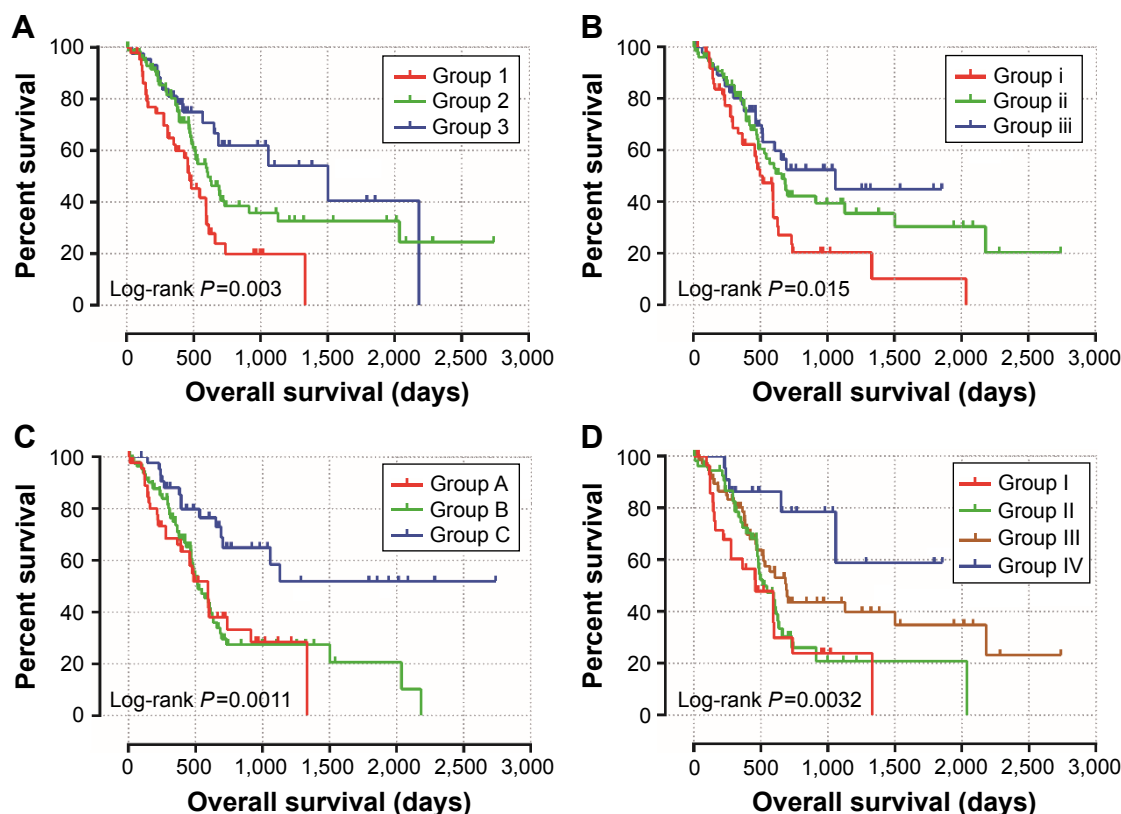 A
Percent survival
100
80
60
40
20
0
Group 1
Group 2
Group 3
Log-rank P=0.003
0 500 1,000 1,500 2,000 2,500 3,000
Overall survival (days)
B
Percent survival
100
80
60
40
20
0
Group i
Group ii
Group iii
Log-rank P=0.015
0 500 1,000 1,500 2,000 2,500 3,000
Overall survival (days)
C
Percent survival
100
80
60
40
20
0
Group A
Group B
Group C
Log-rank P=0.0011
0 500 1,000 1,500 2,000 2,500 3,000
Overall survival (days)
D
Percent survival
100
80
60
40
20
0
Group I
Group II
Group III
Group IV
Log-rank P=0.0032
0 500 1,000 1,500 2,000 2,500 3,000
Overall survival (days)